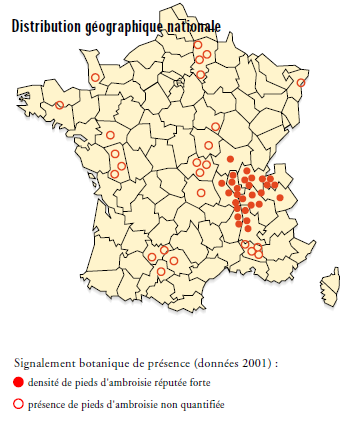 Distribution géographique nationale
Signalement botanique de présence (données 2001) :
densité de pieds d'ambroisie réputée forte
présence de pieds d'ambroisie non quantifiée